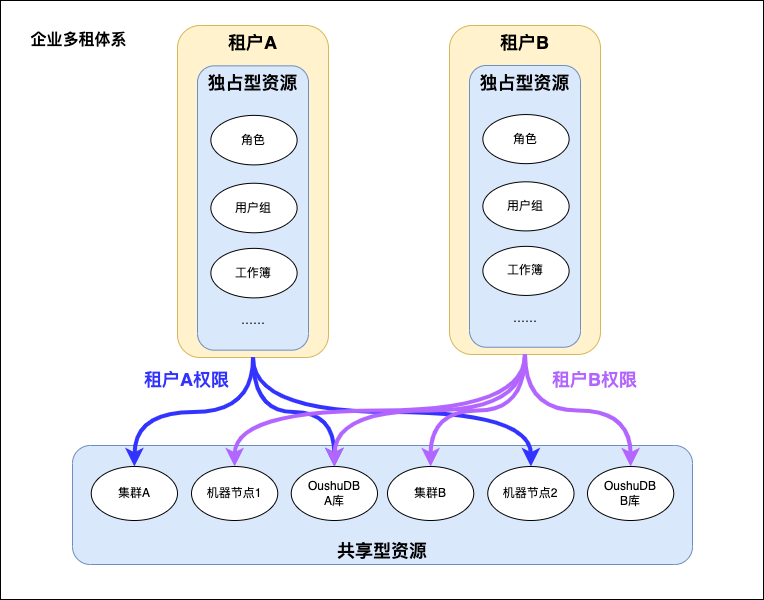 企业多租体系
租户A
租户B
独占型资源
独占型资源
角色
角色
用户组
用户组
工作簿
工作簿
......
......
租户A权限
租户B权限
集群A
机器节点1
OushuDB
A库
集群B
机器节点2
OushuDB
B库
共享型资源